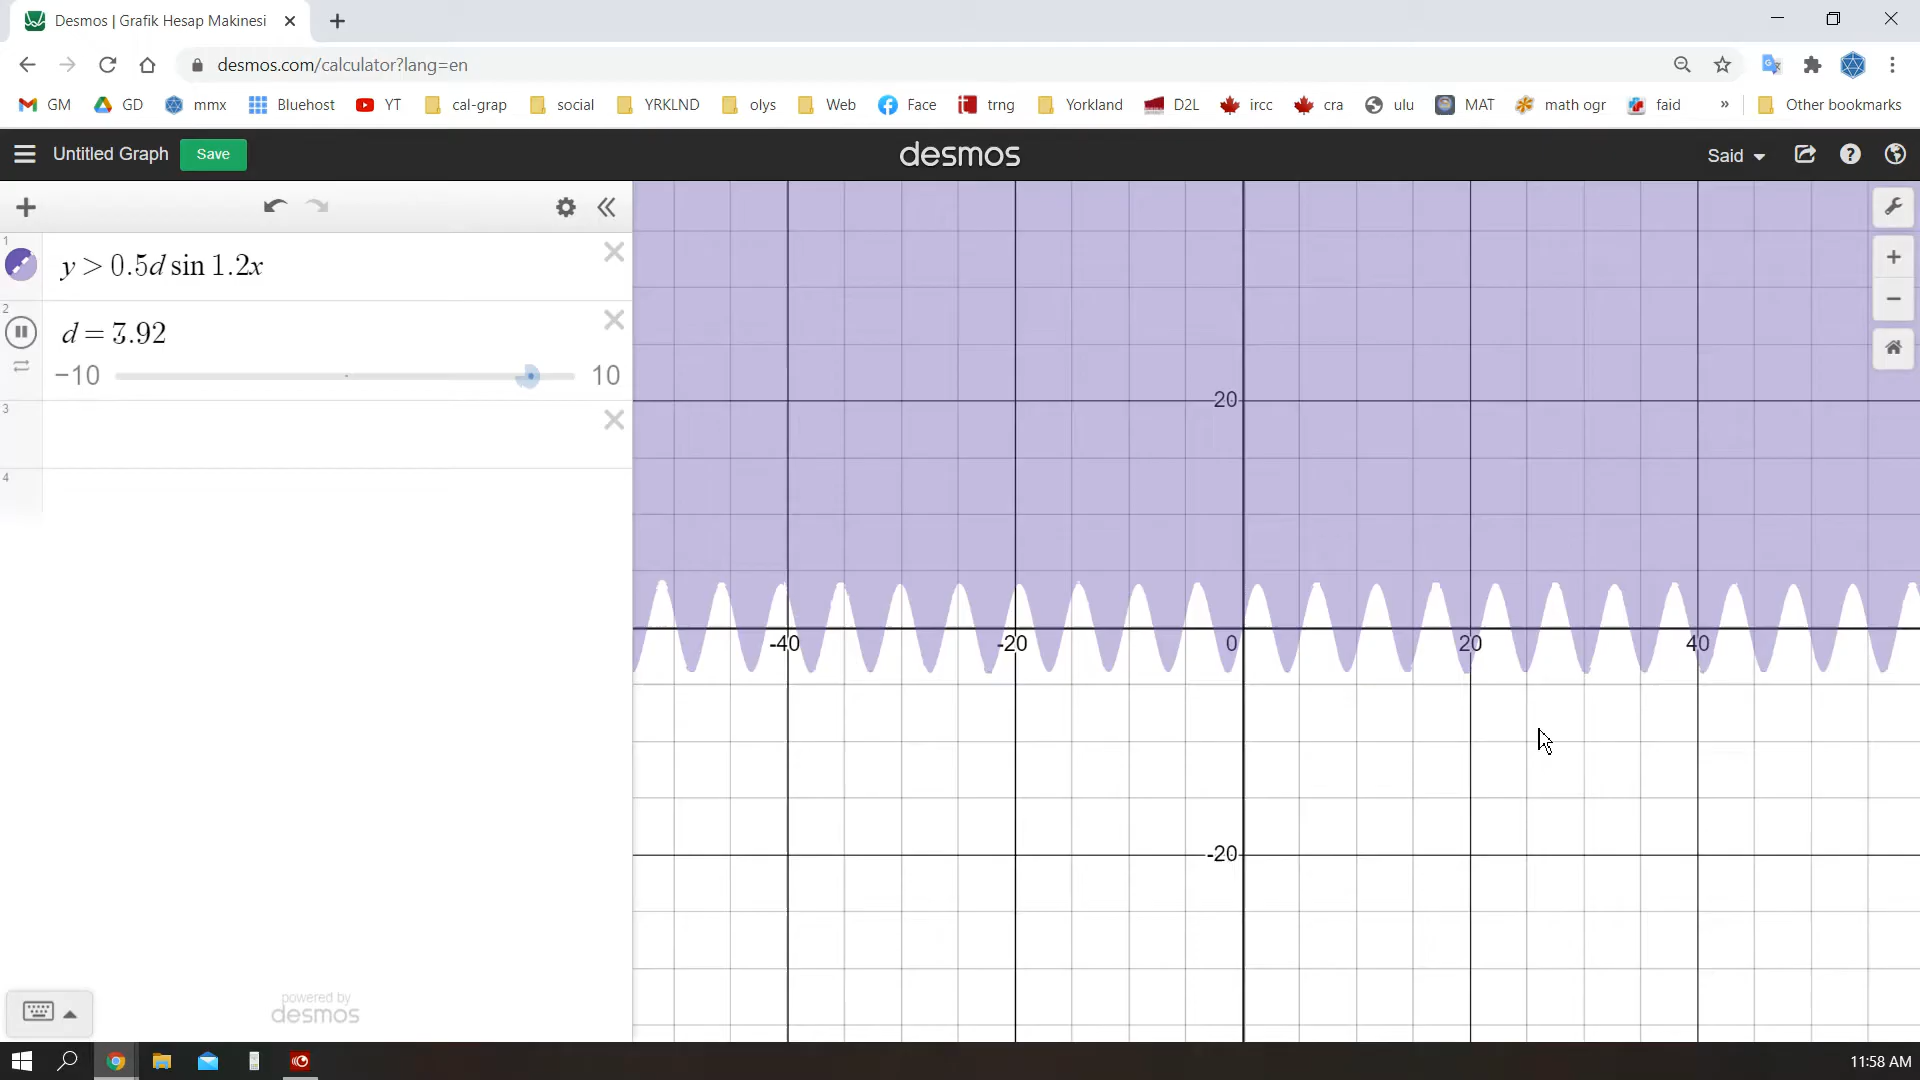 Desmos | Grafik Hesap Makinesi
desmos.com/calculator?lang=en
GM GD mmx Bluehost YT cal-grap social YRKLND olys Web Face trng Yorkland D2L ircc cra ulu MAT math ogr faid » Other bookmarks
Untitled Graph Save desmos Said
1
y > 0.5d sin 1.2x
2
-10 10
3
4
20
-40 -20 0 20 40
-20
powered by
desmos
11:58 AM